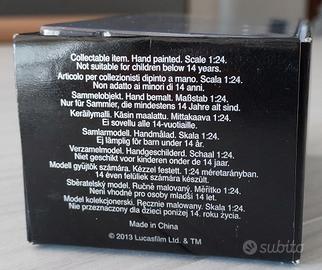 Collectable item. Hand painted. Scale 1:24.
Not suitable for children below 14 years.
Articolo per collezionisti dipinto a mano. Scala 1:24.
Non adatto ai minori di 14 anni.
Sammelobjekt. Hand bemalt. Maßstab 1:24.
Nur für Sammler, die mindestens 14 Jahre alt sind.
Keräilymalli. Käsin maalattu. Mittakaava 1:24.
Ei sovellu alle 14-vuotiaille.
Samlarmodell. Handmålad. Skala 1:24.
Ej lämplig för barn under 14 år.
Verzamelmodel. Handgeschilderd. Schaal 1:24.
Niet geschikt voor kinderen onder de 14 jaar.
Modell gyűjtők számára. Kézzel festett. 1:24 méretarányban.
14 éven felüliek számára készült.
Sběratelský model. Ručně malovaný. Měřítko 1:24.
Není vhodné pro osoby mladší 14 let.
Model kolekcjonerski. Ręcznie malowany. Skala 1:24.
Nie przeznaczony dla dzieci poniżej 14 roku życia.
Made in China
© 2013 Lucasfilm Ltd. & TM
subito